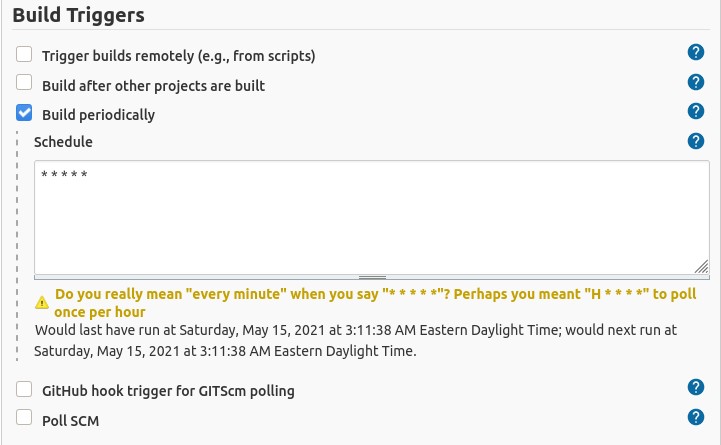 Build Triggers
Trigger builds remotely (e.g., from scripts)
Build after other projects are built
Build periodically
Schedule
* * * * *
Do you really mean "every minute" when you say "* * * * *"? Perhaps you meant "H * * * *" to poll
once per hour
Would last have run at Saturday, May 15, 2021 at 3:11:38 AM Eastern Daylight Time; would next run at
Saturday, May 15, 2021 at 3:11:38 AM Eastern Daylight Time.
GitHub hook trigger for GITScm polling
Poll SCM